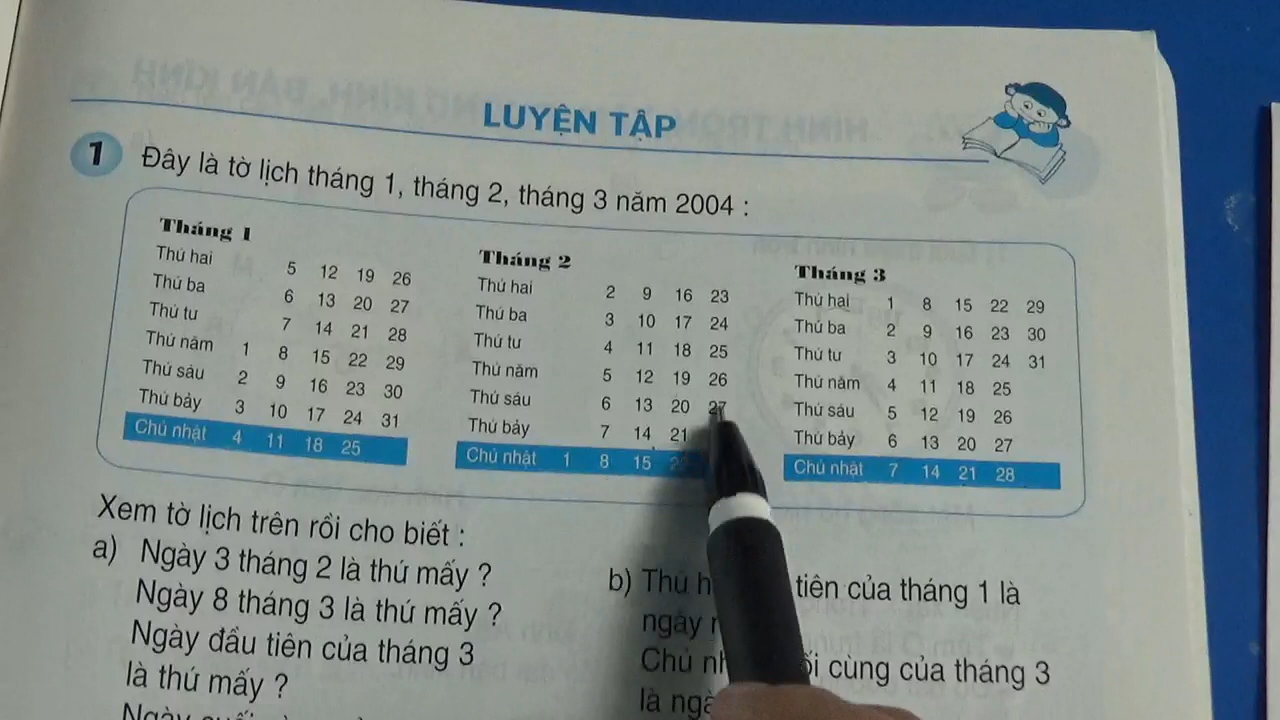 LUYỆN TẬP
1 Đây là tờ lịch tháng 1, tháng 2, tháng 3 năm 2004 :
Tháng 1
Thứ hai 5 12 19 26
Thứ ba 6 13 20 27
Thứ tư 7 14 21 28
Thứ năm 1 8 15 22 29
Thứ sáu 2 9 16 23 30
Thứ bảy 3 10 17 24 31
Chủ nhật 4 11 18 25
Tháng 2
Thứ hai 2 9 16 23
Thứ ba 3 10 17 24
Thứ tư 4 11 18 25
Thứ năm 5 12 19 26
Thứ sáu 6 13 20 27
Thứ bảy 7 14 21
Chủ nhật 1 8 15
Tháng 3
Thứ hai 1 8 15 22 29
Thứ ba 2 9 16 23 30
Thứ tư 3 10 17 24 31
Thứ năm 4 11 18 25
Thứ sáu 5 12 19 26
Thứ bảy 6 13 20 27
Chủ nhật 7 14 21 28
Xem tờ lịch trên rồi cho biết :
a) Ngày 3 tháng 2 là thứ mấy ?
Ngày 8 tháng 3 là thứ mấy ?
Ngày đầu tiên của tháng 3
là thứ mấy ?
b) Thứ tiên của tháng 1 là
ngày
Chủ cùng của tháng 3
là